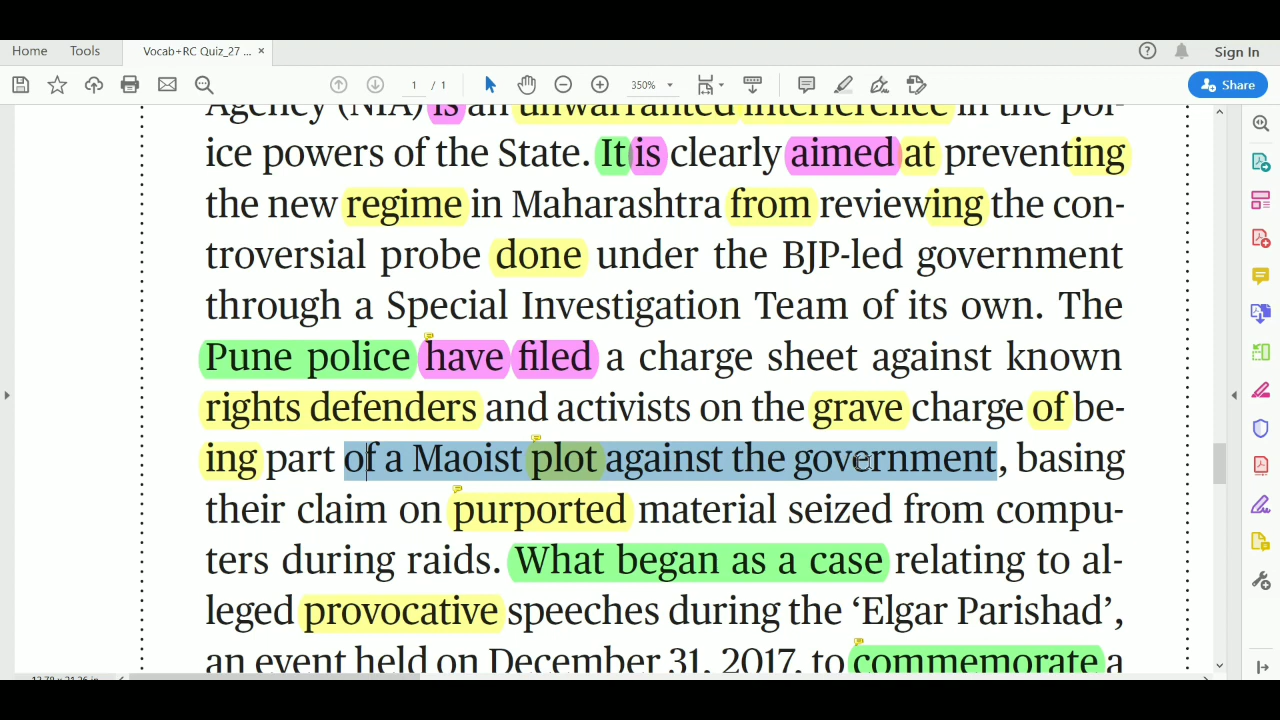 Home Tools Vocab+RC Quiz_27 ... × Sign In
1 / 1 350% Share
Agency (NIA) is an unwarranted interference in the pol-
ice powers of the State. It is clearly aimed at preventing
the new regime in Maharashtra from reviewing the con-
troversial probe done under the BJP-led government
through a Special Investigation Team of its own. The
Pune police have filed a charge sheet against known
rights defenders and activists on the grave charge of be-
ing part of a Maoist plot against the government, basing
their claim on purported material seized from compu-
ters during raids. What began as a case relating to al-
leged provocative speeches during the ‘Elgar Parishad’,
an event held on December 31, 2017, to commemorate a